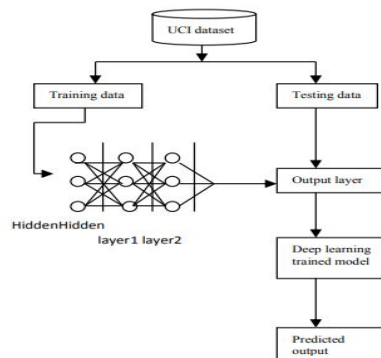 UCI dataset
Training data
Testing data
Output layer
HiddenHidden
layer1 layer2
Deep learning
trained model
Predicted
output